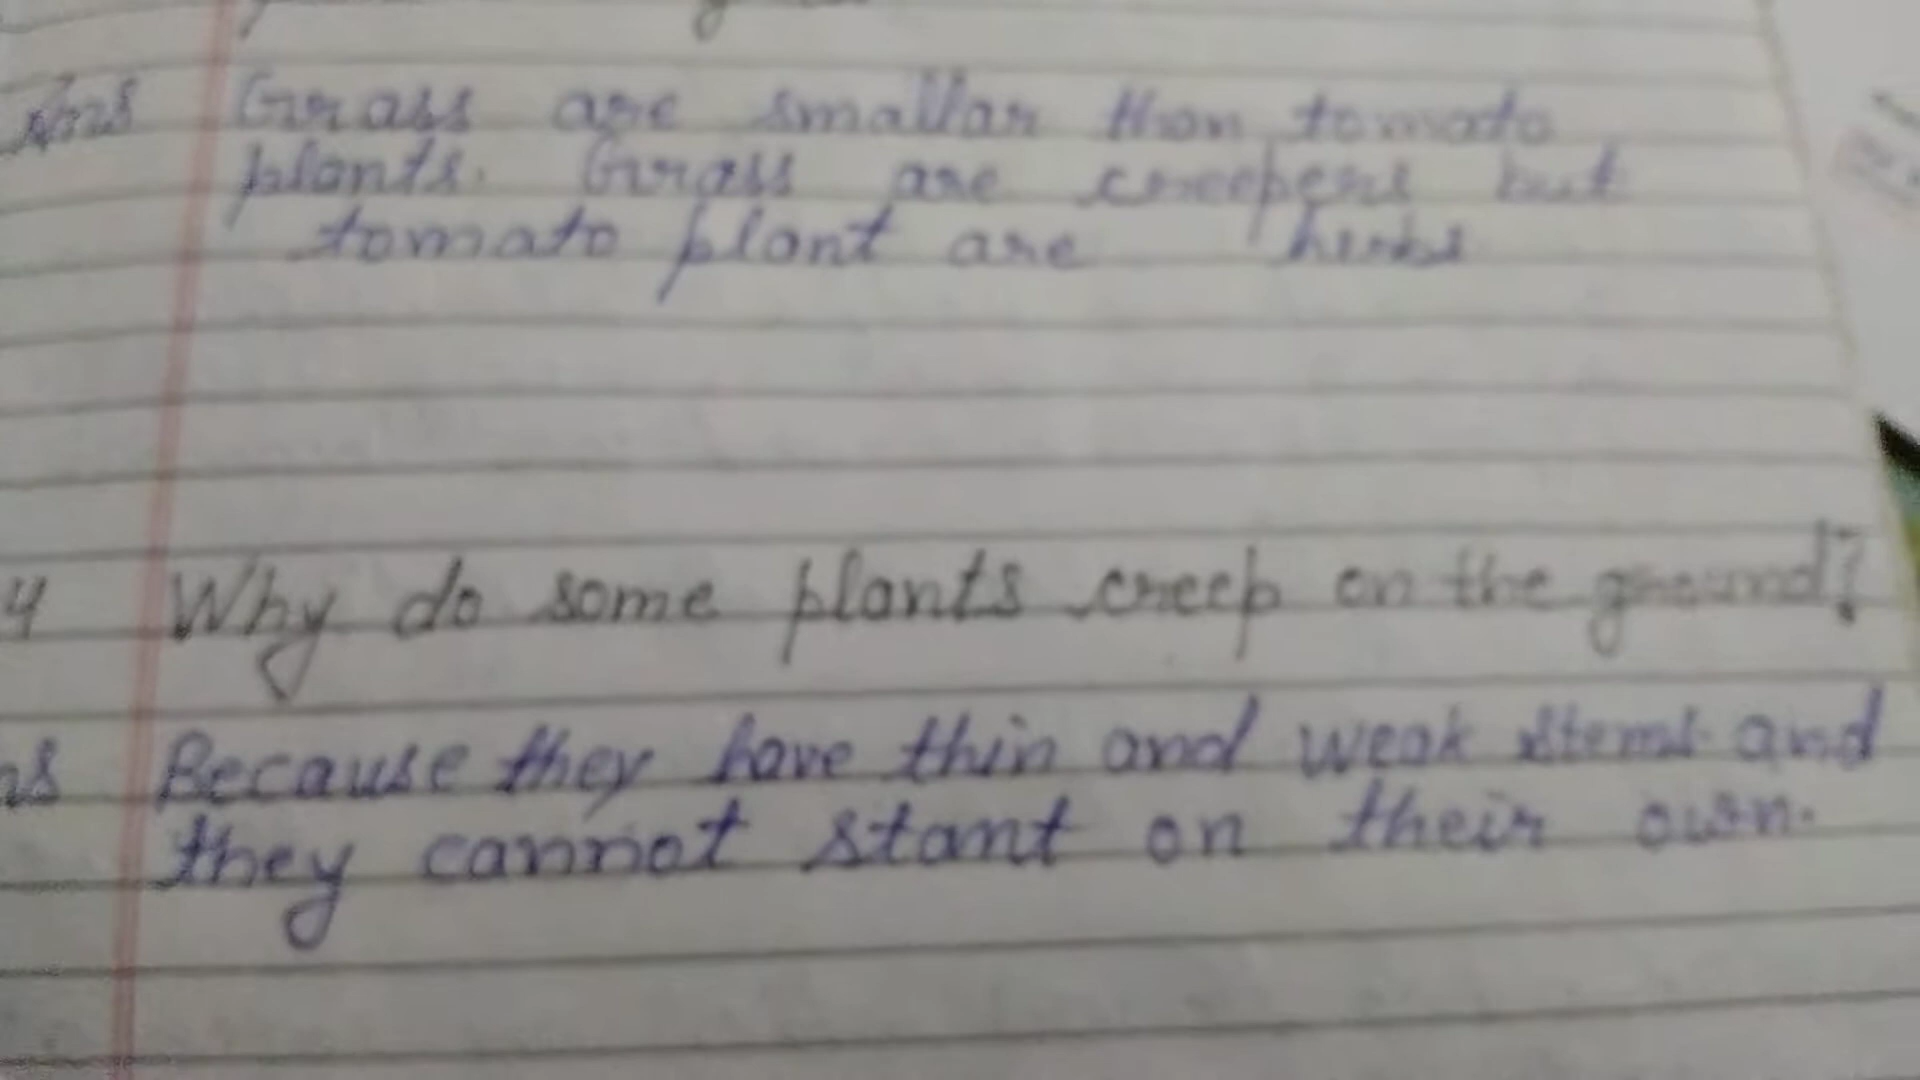 Ans Grass are smallar than tomato
plants. Grass are creepers but
tomato plant are herbs
4 Why do some plants creep on the ground?
ns Because they have thin and weak stems and
they cannot stant on their own.